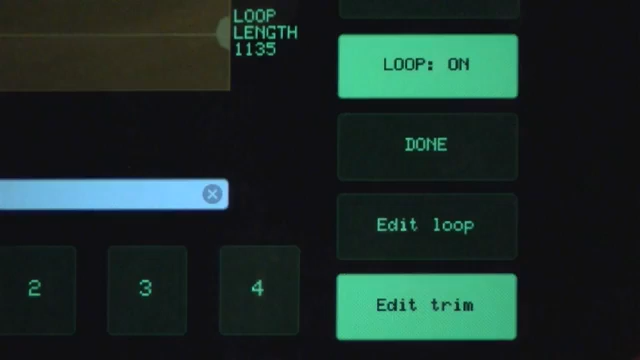 LOOP
LENGTH
1135
LOOP: ON
DONE
Edit loop
2
3
4
Edit trim